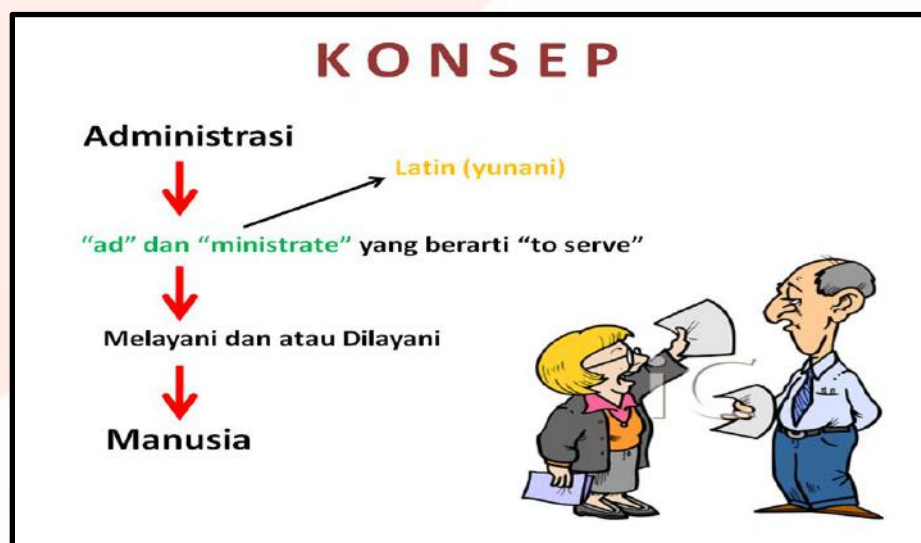 KONSEP
Administrasi
Latin (yunani)
“ad” dan “ministrate” yang berarti “to serve”
Melayani dan atau Dilayani
Manusia